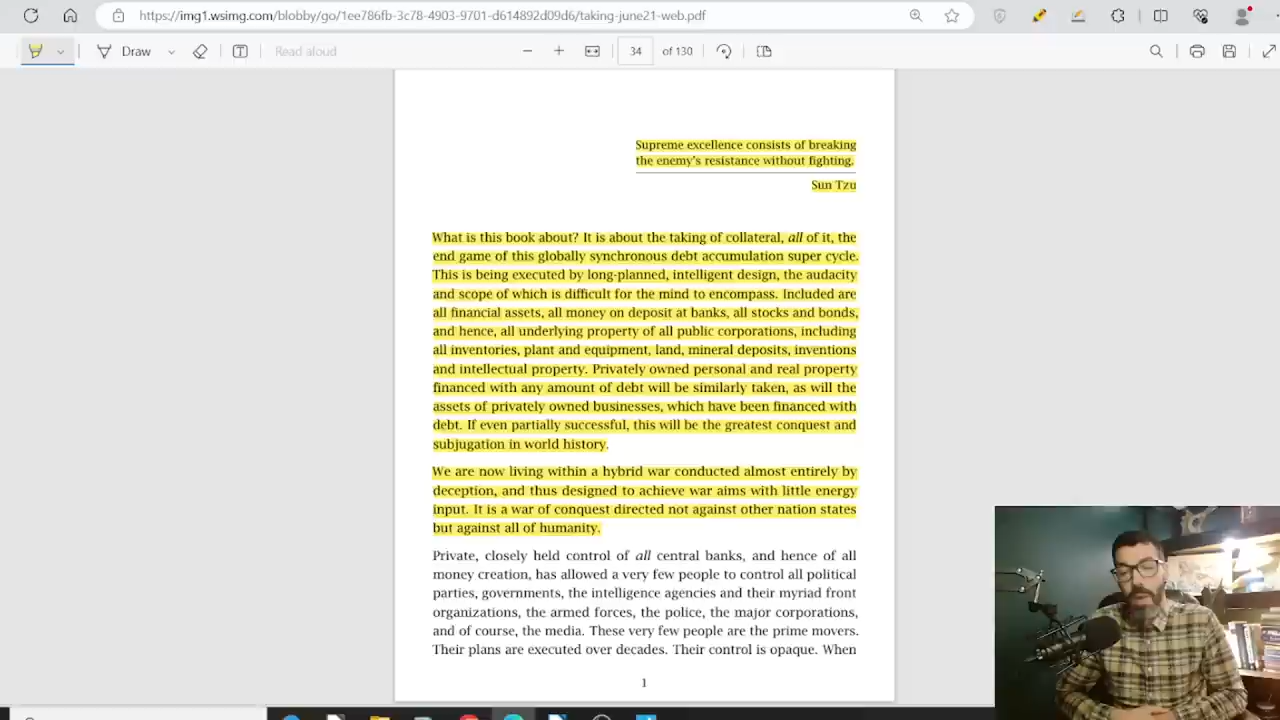 https://img1.wsimg.com/blobby/go/1ee786fb-3c78-4903-9701-d614892d09d6/taking-june21-web.pdf
Draw
Read aloud
34
of 130
Supreme excellence consists of breaking
the enemy's resistance without fighting.
Sun Tzu
What is this book about? It is about the taking of collateral, all of it, the
end game of this globally synchronous debt accumulation super cycle.
This is being executed by long-planned, intelligent design, the audacity
and scope of which is difficult for the mind to encompass. Included are
all financial assets, all money on deposit at banks, all stocks and bonds,
and hence, all underlying property of all public corporations, including
all inventories, plant and equipment, land, mineral deposits, inventions
and intellectual property. Privately owned personal and real property
financed with any amount of debt will be similarly taken, as will the
assets of privately owned businesses, which have been financed with
debt. If even partially successful, this will be the greatest conquest and
subjugation in world history.
We are now living within a hybrid war conducted almost entirely by
deception, and thus designed to achieve war aims with little energy
input. It is a war of conquest directed not against other nation states
but against all of humanity.
Private, closely held control of all central banks, and hence of all
money creation, has allowed a very few people to control all political
parties, governments, the intelligence agencies and their myriad front
organizations, the armed forces, the police, the major corporations,
and of course, the media. These very few people are the prime movers.
Their plans are executed over decades. Their control is opaque. When
1